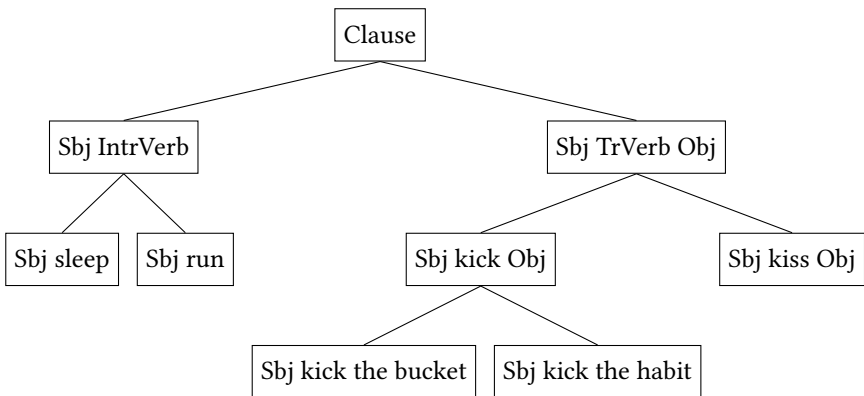 Clause
Sbj IntrVerb
Sbj TrVerb Obj
Sbj sleep
Sbj run
Sbj kick Obj
Sbj kiss Obj
Sbj kick the bucket
Sbj kick the habit